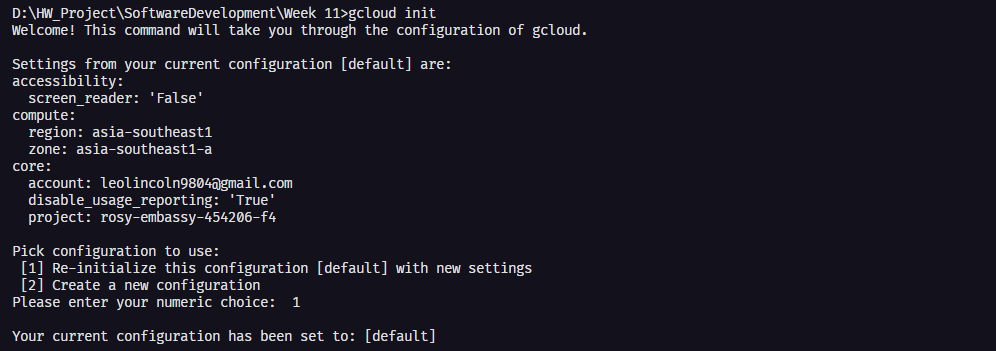 D:\HW_Project\SoftwareDevelopment\Week 11>gcloud init
Welcome! This command will take you through the configuration of gcloud.
Settings from your current configuration [default] are:
accessibility:
  screen_reader: 'False'
compute:
  region: asia-southeast1
  zone: asia-southeast1-a
core:
  account: leolincoln9804@gmail.com
  disable_usage_reporting: 'True'
  project: rosy-embassy-454206-f4
Pick configuration to use:
 [1] Re-initialize this configuration [default] with new settings
 [2] Create a new configuration
Please enter your numeric choice:  1
Your current configuration has been set to: [default]